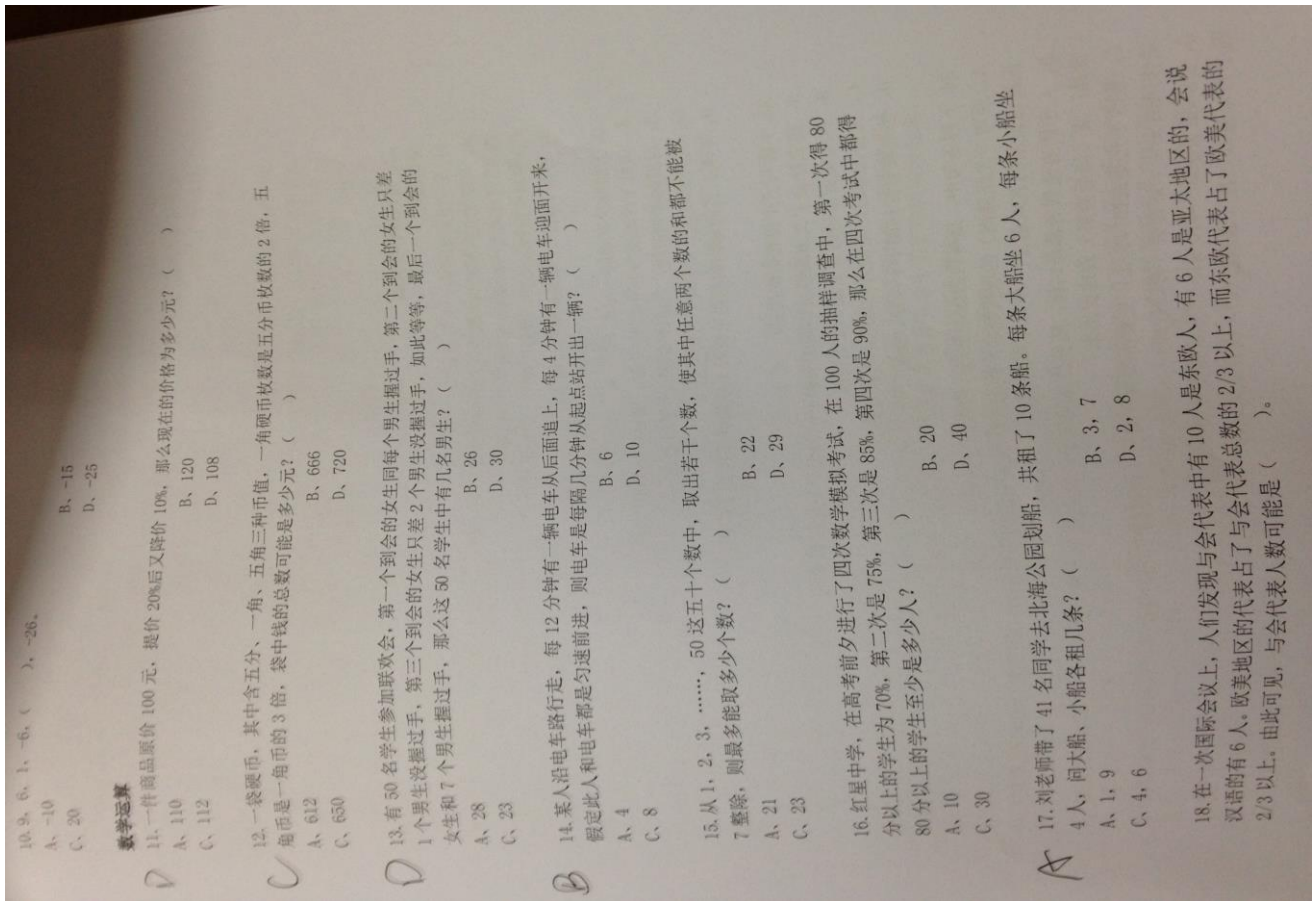 10. 9，6，1，-6，（ ），-26。
A、-10 B、-15
C、20 D、-25
数学运算
D 11. 一件商品原价 100 元，提价 20%后又降价 10%，那么现在的价格为多少元？（ ）
A、110 B、120
C、112 D、108
12. 一袋硬币，其中含五分、一角、五角三种币值，一角硬币枚数是五分币枚数的 2 倍，五
C 角币是一角币的 3 倍，袋中钱的总数可能是多少元？（ ）
A、612 B、666
C、650 D、720
D 13. 有 50 名学生参加联欢会，第一个到会的女生同每个男生握过手，第二个到会的女生只差
1 个男生没握过手，第三个到会的女生只差 2 个男生没握过手，如此等等，最后一个到会的
女生和 7 个男生握过手，那么这 50 名学生中有几名男生？（ ）
A、28 B、26
C、23 D、30
14. 某人沿电车路行走，每 12 分钟有一辆电车从后面追上，每 4 分钟有一辆电车迎面开来，
B 假定此人和电车都是匀速前进，则电车是每隔几分钟从起点站开出一辆？（ ）
A、4 B、6
C、8 D、10
15. 从 1，2，3，……，50 这五十个数中，取出若干个数，使其中任意两个数的和都不能被
7 整除，则最多能取多少个数？（ ）
A、21 B、22
C、23 D、29
16. 红星中学，在高考前夕进行了四次数学模拟考试，在 100 人的抽样调查中，第一次得 80
分以上的学生为 70%，第二次是 75%，第三次是 85%，第四次是 90%，那么在四次考试中都得
80 分以上的学生至少是多少人？（ ）
A、10 B、20
C、30 D、40
17. 刘老师带了 41 名同学去北海公园划船，共租了 10 条船。每条大船坐 6 人，每条小船坐
A 4 人，问大船、小船各租几条？（ ）
A、1，9 B、3，7
C、4，6 D、2，8
18. 在一次国际会议上，人们发现与会代表中有 10 人是东欧人，有 6 人是亚太地区的，会说
汉语的有 6 人。欧美地区的代表占了与会代表总数的 2/3 以上，而东欧代表占了欧美代表的
2/3 以上。由此可见，与会代表人数可能是（ ）。